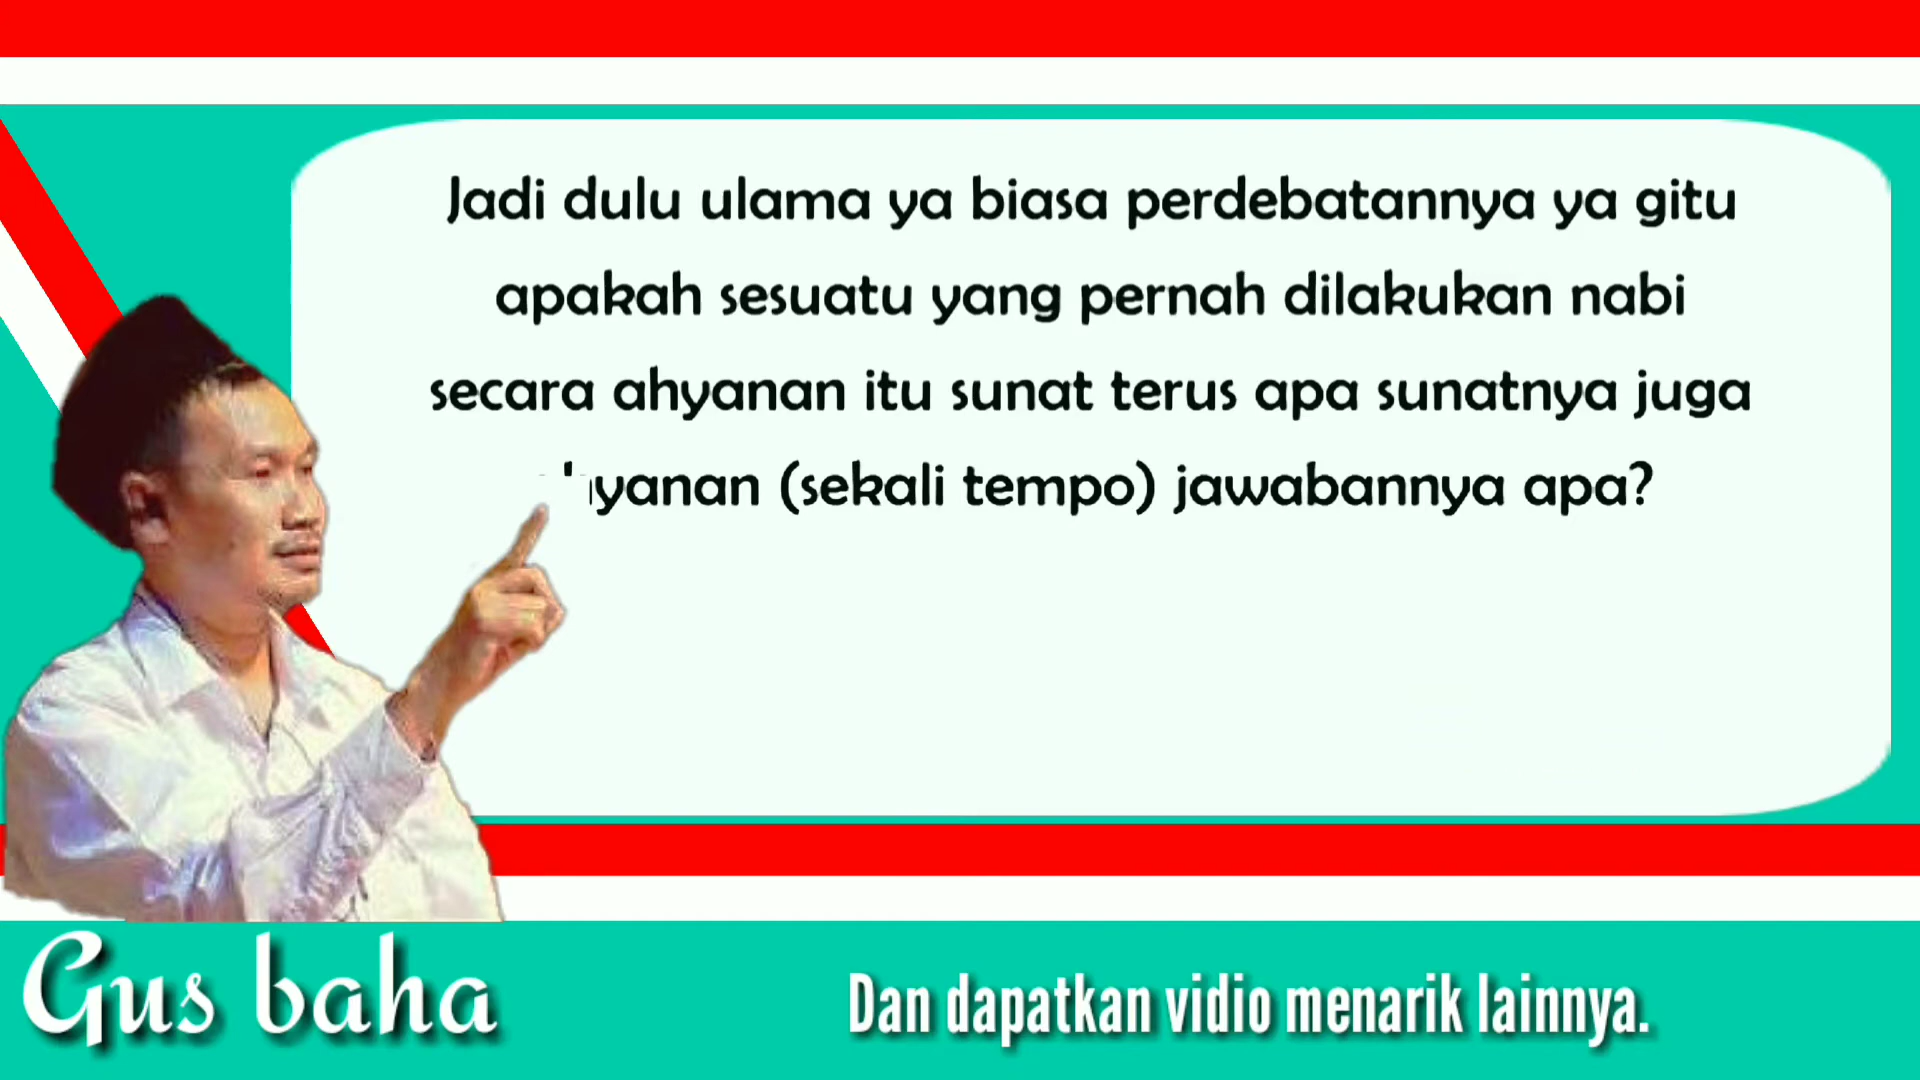 Jadi dulu ulama ya biasa perdebatannya ya gitu
apakah sesuatu yang pernah dilakukan nabi
secara ahyanan itu sunat terus apa sunatnya juga
(sekali tempo) jawabannya apa?
Gus baha
Dan dapatkan vidio menarik lainnya.